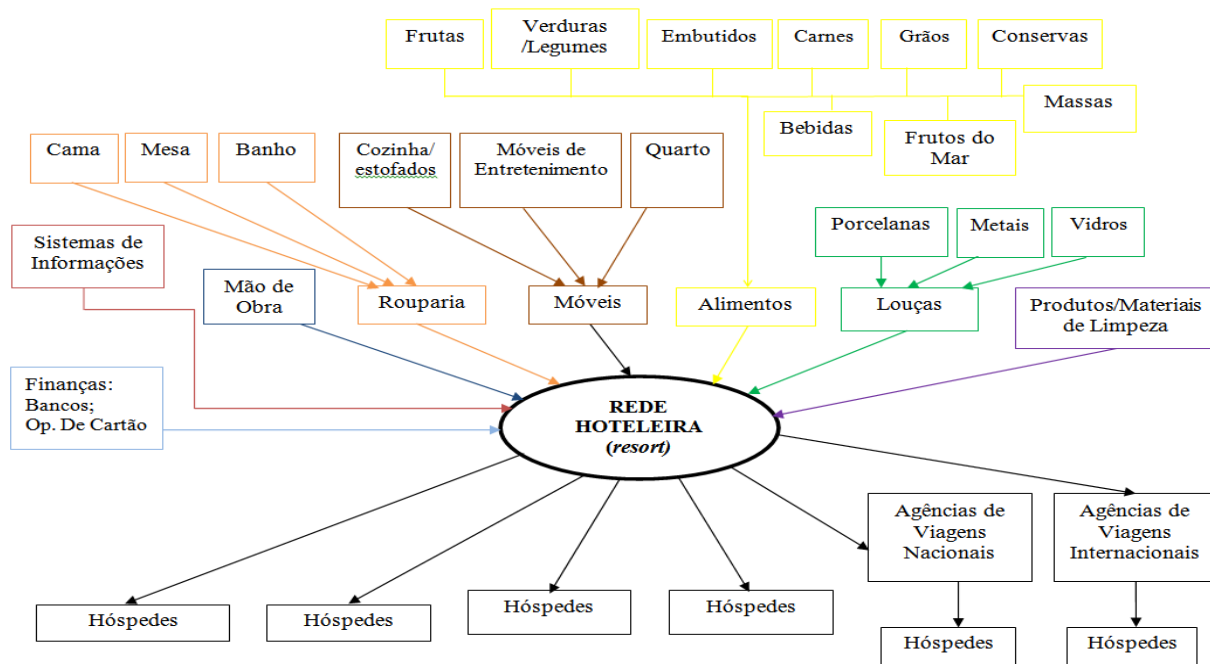 Frutas
Verduras
/Legumes
Embutidos
Carnes
Grãos
Conservas
Massas
Bebidas
Frutos do
Mar
Cama
Mesa
Banho
Cozinha/
estofados
Móveis de
Entretenimento
Quarto
Porcelanas
Metais
Vidros
Sistemas de
Informações
Mão de
Obra
Rouparia
Móveis
Alimentos
Louças
Produtos/Materiais
de Limpeza
Finanças:
Bancos;
Op. De Cartão
REDE
HOTELEIRA
(resort)
Agências de
Viagens
Nacionais
Agências de
Viagens
Internacionais
Hóspedes
Hóspedes
Hóspedes
Hóspedes
Hóspedes
Hóspedes